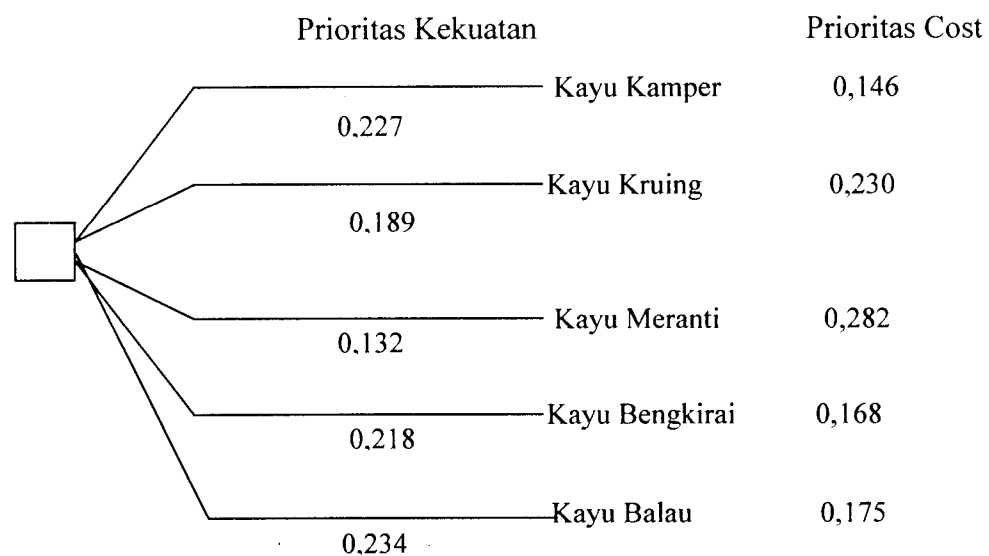 Prioritas Kekuatan Prioritas Cost
Kayu Kamper 0,146
0,227
Kayu Kruing 0,230
0,189
Kayu Meranti 0,282
0,132
Kayu Bengkirai 0,168
0,218
Kayu Balau 0,175
0,234